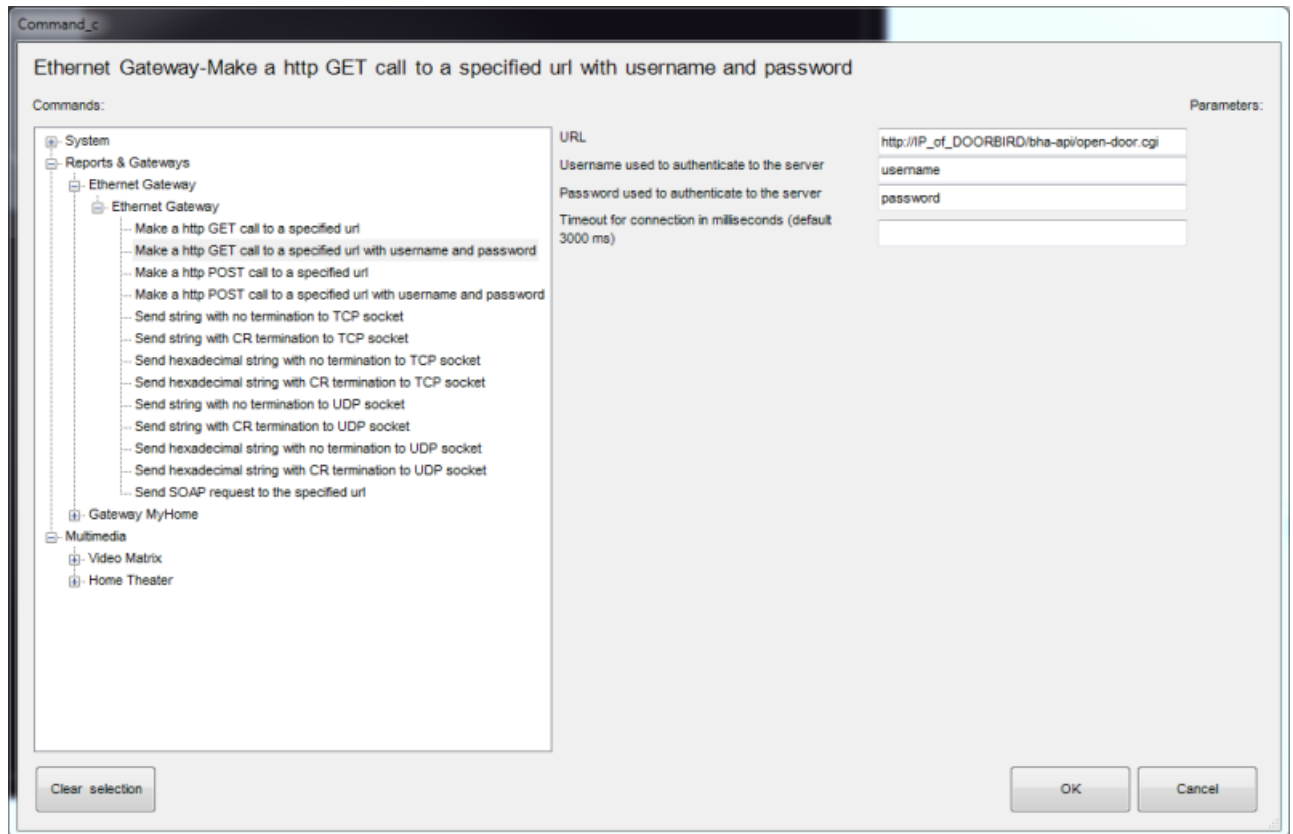 Command_c
Ethernet Gateway-Make a http GET call to a specified url with username and password
Commands:
Parameters:
System
Reports & Gateways
Ethernet Gateway
Ethernet Gateway
Make a http GET call to a specified url
Make a http GET call to a specified url with username and password
Make a http POST call to a specified url
Make a http POST call to a specified url with username and password
Send string with no termination to TCP socket
Send string with CR termination to TCP socket
Send hexadecimal string with no termination to TCP socket
Send hexadecimal string with CR termination to TCP socket
Send string with no termination to UDP socket
Send string with CR termination to UDP socket
Send hexadecimal string with no termination to UDP socket
Send hexadecimal string with CR termination to UDP socket
Send SOAP request to the specified url
Gateway MyHome
Multimedia
Video Matrix
Home Theater
URL
http://IP_of_DOORBIRD/bha-api/open-door.cgi
Username used to authenticate to the server
username
Password used to authenticate to the server
password
Timeout for connection in milliseconds (default
3000 ms)
Clear selection
OK
Cancel